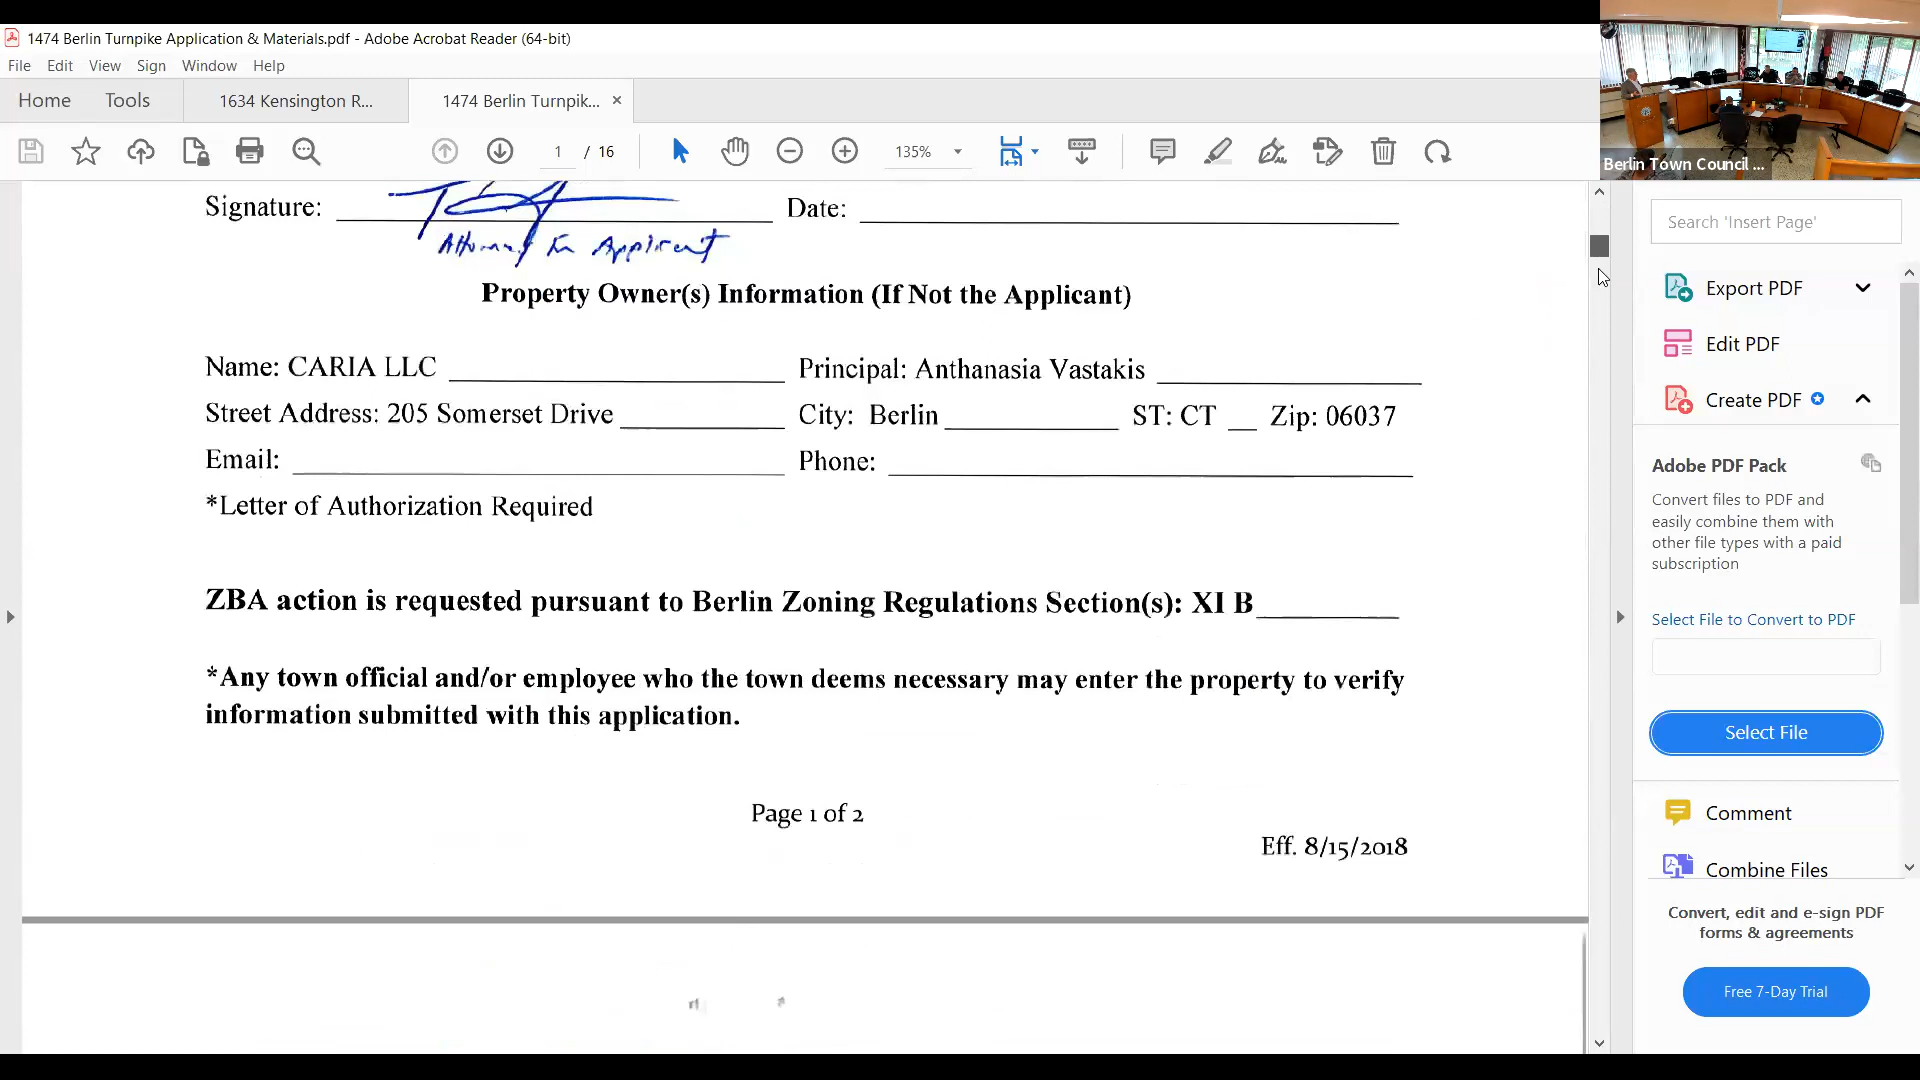 1474 Berlin Turnpike Application & Materials.pdf - Adobe Acrobat Reader (64-bit)
File Edit View Sign Window Help
Home Tools 1634 Kensington R... 1474 Berlin Turnpik... ×
1 / 16 135%
Berlin Town Council ...
Signature: Date:
Attorney for Applicant
Property Owner(s) Information (If Not the Applicant)
Name: CARIA LLC Principal: Anthanasia Vastakis
Street Address: 205 Somerset Drive City: Berlin ST: CT Zip: 06037
Email: Phone:
*Letter of Authorization Required
ZBA action is requested pursuant to Berlin Zoning Regulations Section(s): XI B
*Any town official and/or employee who the town deems necessary may enter the property to verify
information submitted with this application.
Page 1 of 2
Eff. 8/15/2018
Search 'Insert Page'
Export PDF
Edit PDF
Create PDF
Adobe PDF Pack
Convert files to PDF and
easily combine them with
other file types with a paid
subscription
Select File to Convert to PDF
Select File
Comment
Combine Files
Convert, edit and e-sign PDF
forms & agreements
Free 7-Day Trial